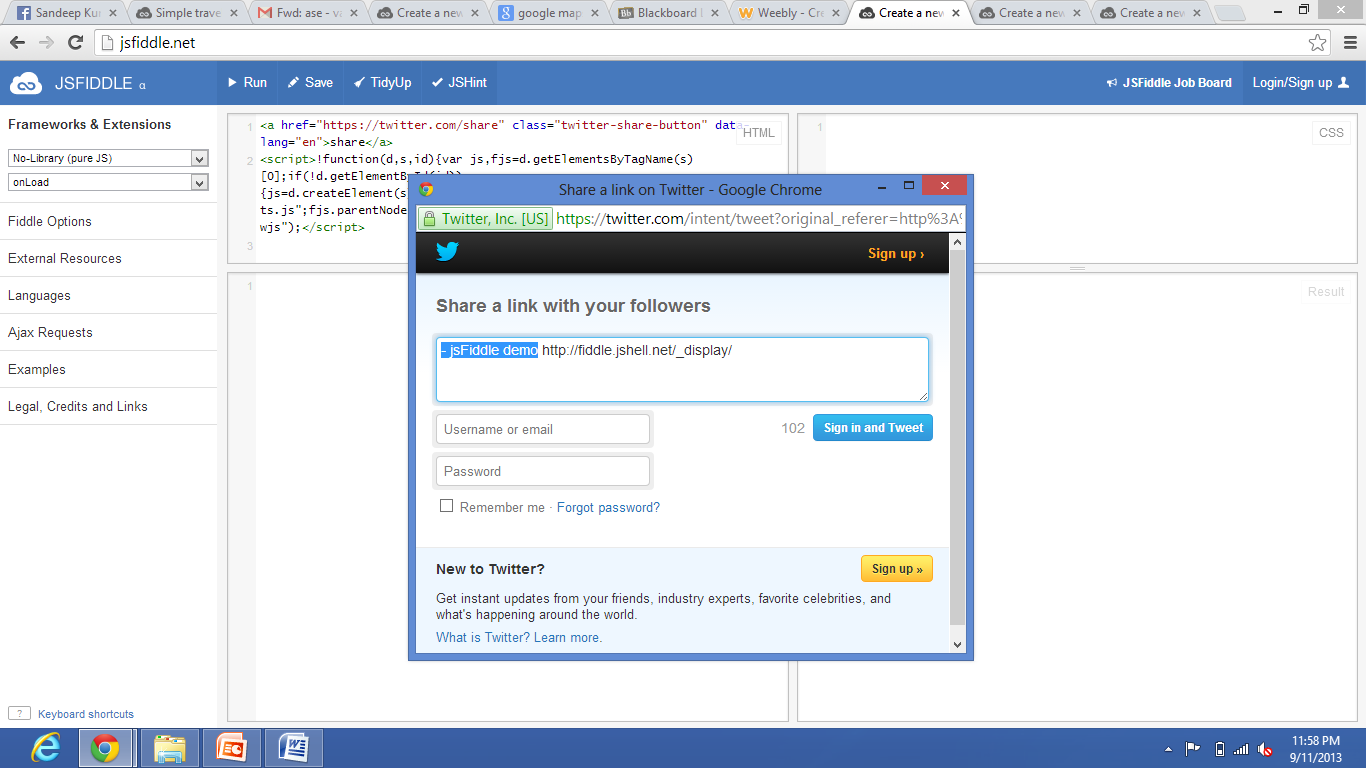 Sandeep Ku
Simple trave
Gmail Fwd: ase - va
Create a new
google map
Blackboard
Weebly - Cre
Create a new
Create a new
Create a new
jsfiddle.net
JSFIDDLE α
Run
Save
TidyUp
JSHint
JSFiddle Job Board
Login/Sign up
Frameworks & Extensions
No-Library (pure JS)
onLoad
Fiddle Options
External Resources
Languages
Ajax Requests
Examples
Legal, Credits and Links
? Keyboard shortcuts
1 <a href="https://twitter.com/share" class="twitter-share-button" data-
lang="en">share</a>
2 <script>!function(d,s,id){var js,fjs=d.getElementsByTagName(s)
[0];if(!d.getElementById(id))
{js=d.createElement(s
ts.js";fjs.parentNode
wjs");</script>
3
HTML
1
CSS
1
Result
Share a link on Twitter - Google Chrome
Twitter, Inc. [US] https://twitter.com/intent/tweet?original_referer=http%3A%
Sign up ›
Share a link with your followers
- jsFiddle demo http://fiddle.jshell.net/_display/
Username or email
102
Sign in and Tweet
Password
Remember me · Forgot password?
New to Twitter?
Sign up »
Get instant updates from your friends, industry experts, favorite celebrities, and
what's happening around the world.
What is Twitter? Learn more.
11:58 PM
9/11/2013